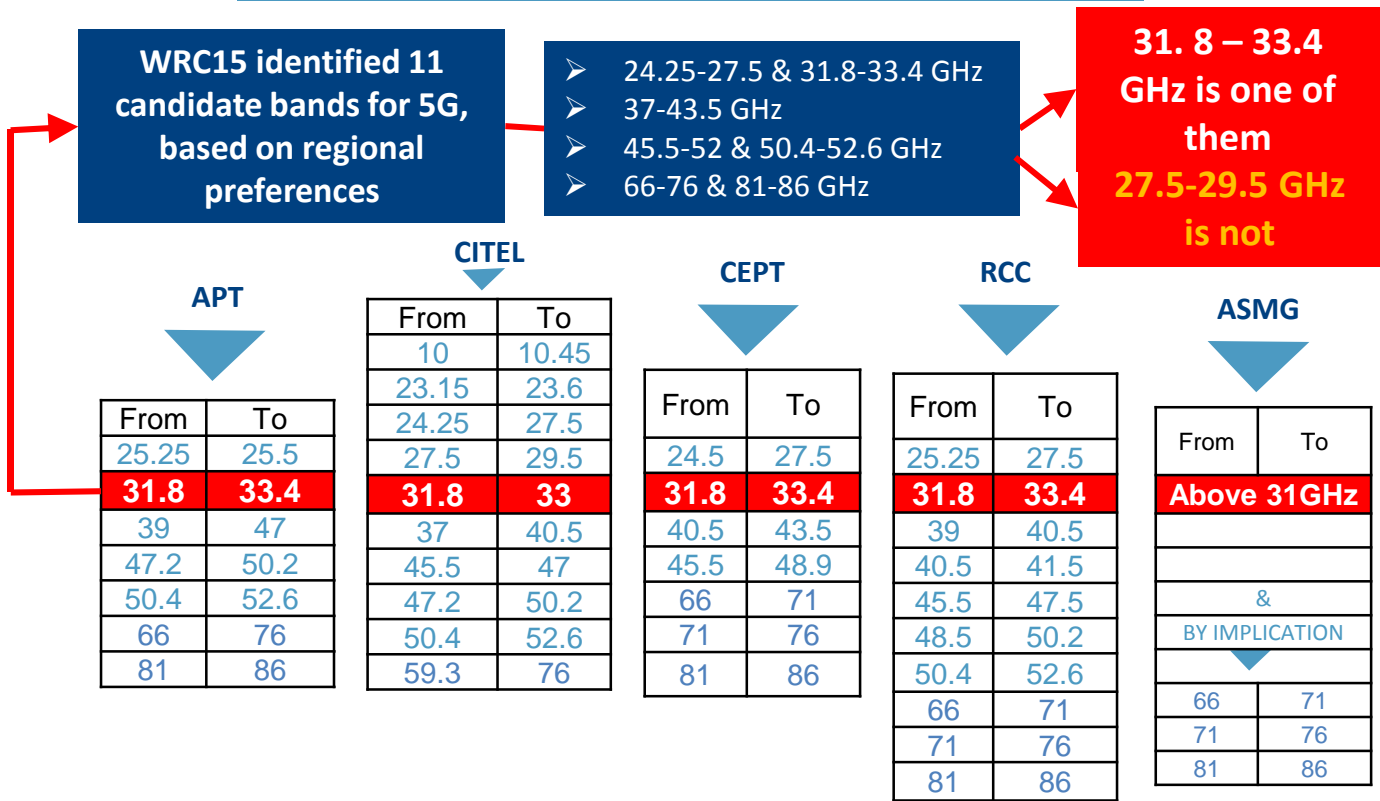 WRC15 identified 11
candidate bands for 5G,
based on regional
preferences
➢ 24.25-27.5 & 31.8-33.4 GHz
➢ 37-43.5 GHz
➢ 45.5-52 & 50.4-52.6 GHz
➢ 66-76 & 81-86 GHz
31. 8 – 33.4
GHz is one of
them
27.5-29.5 GHz
is not
APT
From To
25.25 25.5
31.8 33.4
39 47
47.2 50.2
50.4 52.6
66 76
81 86
CITEL
From To
10 10.45
23.15 23.6
24.25 27.5
27.5 29.5
31.8 33
37 40.5
45.5 47
47.2 50.2
50.4 52.6
59.3 76
CEPT
From To
24.5 27.5
31.8 33.4
40.5 43.5
45.5 48.9
66 71
71 76
81 86
RCC
From To
25.25 27.5
31.8 33.4
39 40.5
40.5 41.5
45.5 47.5
48.5 50.2
50.4 52.6
66 71
71 76
81 86
ASMG
From To
Above 31GHz
&
BY IMPLICATION
66 71
71 76
81 86